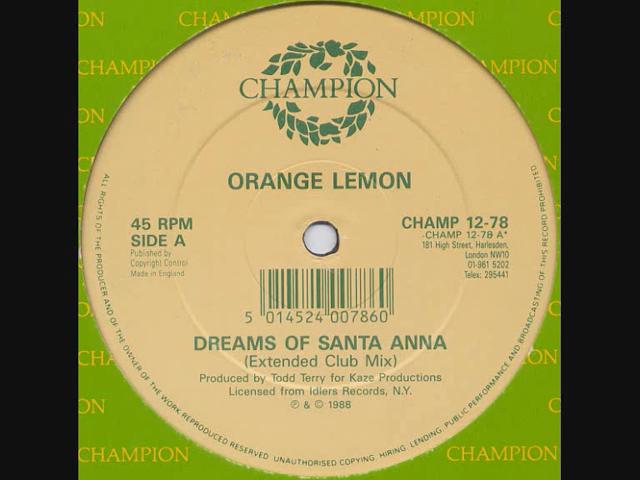 CHAMPION
ORANGE LEMON
45 RPM
SIDE A
Published by
Copyright Control
Made in England
CHAMP 12-78
CHAMP 12-78 A*
181 High Street, Harlesden,
London NW10
01-961 5202
Telex: 295441
5 014524 007860
DREAMS OF SANTA ANNA
(Extended Club Mix)
Produced by Todd Terry for Kaze Productions
Licensed from Idlers Records, N.Y.
℗ & © 1988
ALL RIGHTS OF THE PRODUCER AND OF THE OWNER OF THE WORK REPRODUCED RESERVED. UNAUTHORISED COPYING, HIRING, LENDING, PUBLIC PERFORMANCE AND BROADCASTING OF THIS RECORD PROHIBITED.
CHAMPION
CHAMPION
CHAMPION
CHAMPION